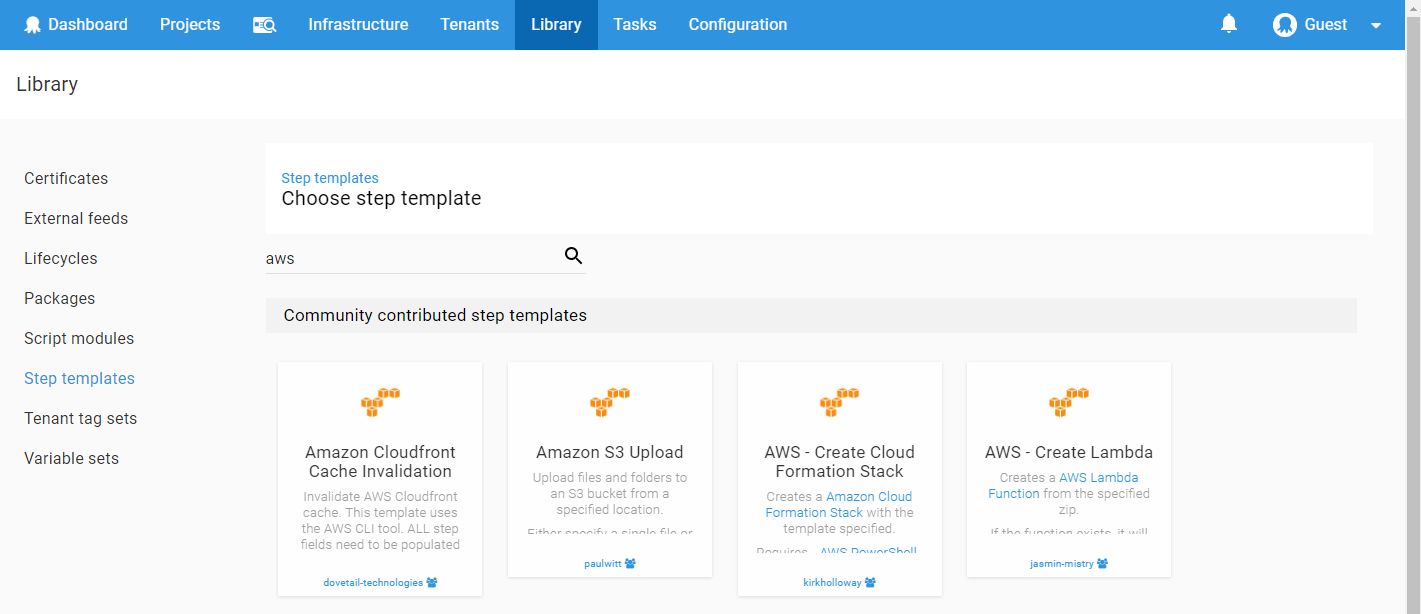 Dashboard Projects Infrastructure Tenants Library Tasks Configuration Guest
Library
Certificates
External feeds
Lifecycles
Packages
Script modules
Step templates
Tenant tag sets
Variable sets
Step templates
Choose step template
aws
Community contributed step templates
Amazon Cloudfront
Cache Invalidation
Invalidate AWS Cloudfront
cache. This template uses
the AWS CLI tool. ALL step
fields need to be populated
dovetail-technologies
Amazon S3 Upload
Upload files and folders to
an S3 bucket from a
specified location.
Either specify a single file or
paulwitt
AWS - Create Cloud
Formation Stack
Creates a Amazon Cloud
Formation Stack with the
template specified.
Requires - AWS PowerShell
kirkholloway
AWS - Create Lambda
Creates a AWS Lambda
Function from the specified
zip.
If the function exists, it will
jasmin-mistry